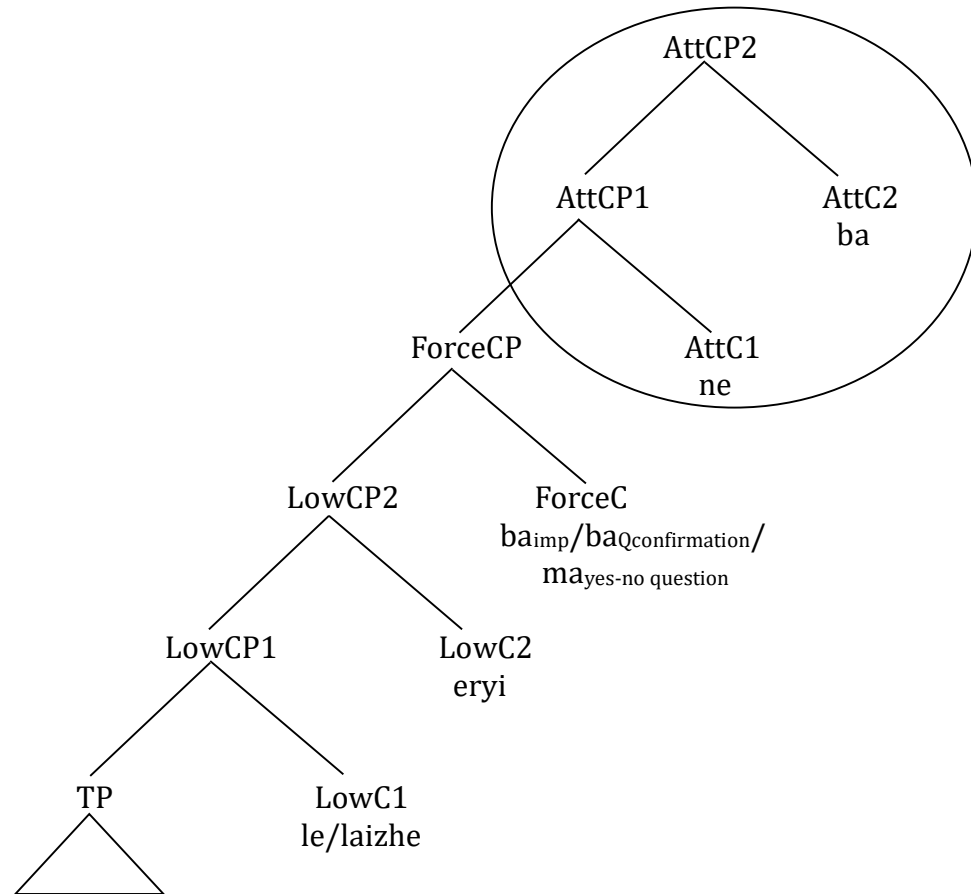 AttCP2
AttCP1
AttC2
ba
ForceCP
AttC1
ne
LowCP2
ForceC
baimp/baQconfirmation/
mayes-no question
LowCP1
LowC2
eryi
TP
LowC1
le/laizhe